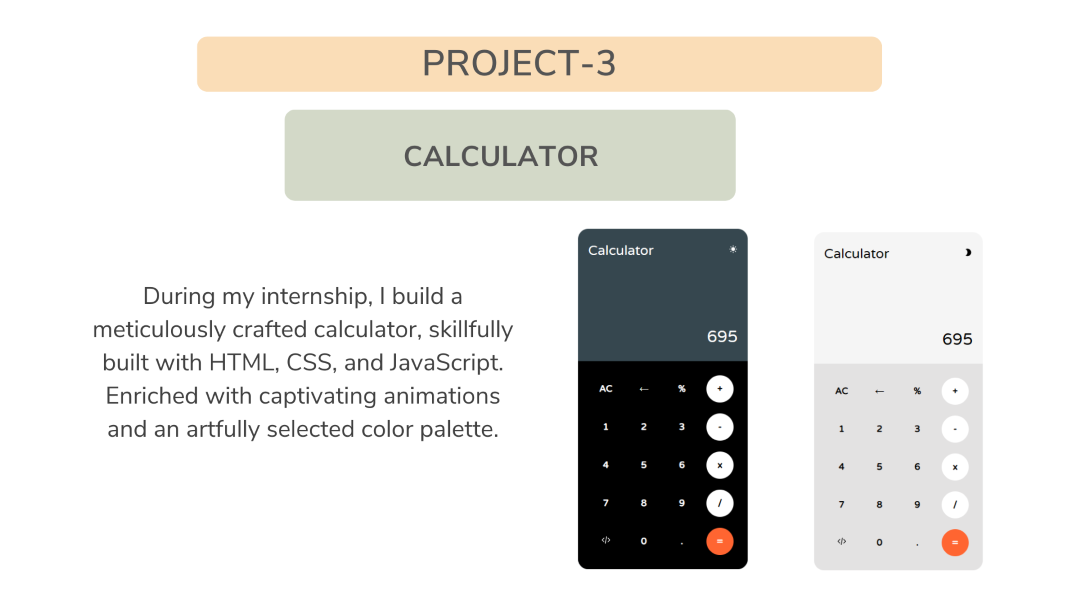 PROJECT-3
CALCULATOR
During my internship, I build a
meticulously crafted calculator, skillfully
built with HTML, CSS, and JavaScript.
Enriched with captivating animations
and an artfully selected color palette.
Calculator
695
AC ← % +
1 2 3 -
4 5 6 x
7 8 9 /
</> 0 . =
Calculator
695
AC ← % +
1 2 3 -
4 5 6 x
7 8 9 /
</> 0 . =